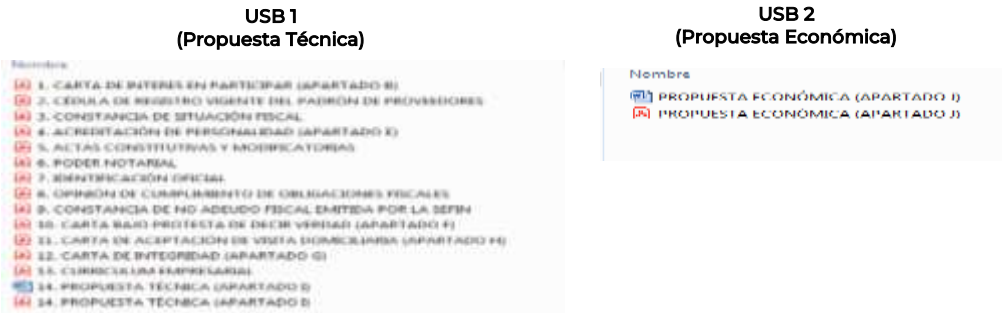 USB 1
(Propuesta Técnica)
Nombre
1. CARTA DE INTERES EN PARTICIPAR (APARTADO B)
2. CÉDULA DE REGISTRO VIGENTE DEL PADRÓN DE PROVEEDORES
3. CONSTANCIA DE SITUACIÓN FISCAL
4. ACREDITACIÓN DE PERSONALIDAD (APARTADO E)
5. ACTAS CONSTITUTIVAS Y MODIFICATORIAS
6. PODER NOTARIAL
7. IDENTIFICACIÓN OFICIAL
8. OPINIÓN DE CUMPLIMIENTO DE OBLIGACIONES FISCALES
9. CONSTANCIA DE NO ADEUDO FISCAL EMITIDA POR LA SEFIN
10. CARTA BAJO PROTESTA DE DECIR VERDAD (APARTADO F)
11. CARTA DE ACEPTACIÓN DE VISITA DOMICILIARIA (APARTADO H)
12. CARTA DE INTEGRIDAD (APARTADO G)
13. CURRICULUM EMPRESARIAL
14. PROPUESTA TÉCNICA (APARTADO I)
14. PROPUESTA TÉCNICA (APARTADO I)
USB 2
(Propuesta Económica)
Nombre
PROPUESTA ECONÓMICA (APARTADO J)
PROPUESTA ECONÓMICA (APARTADO J)